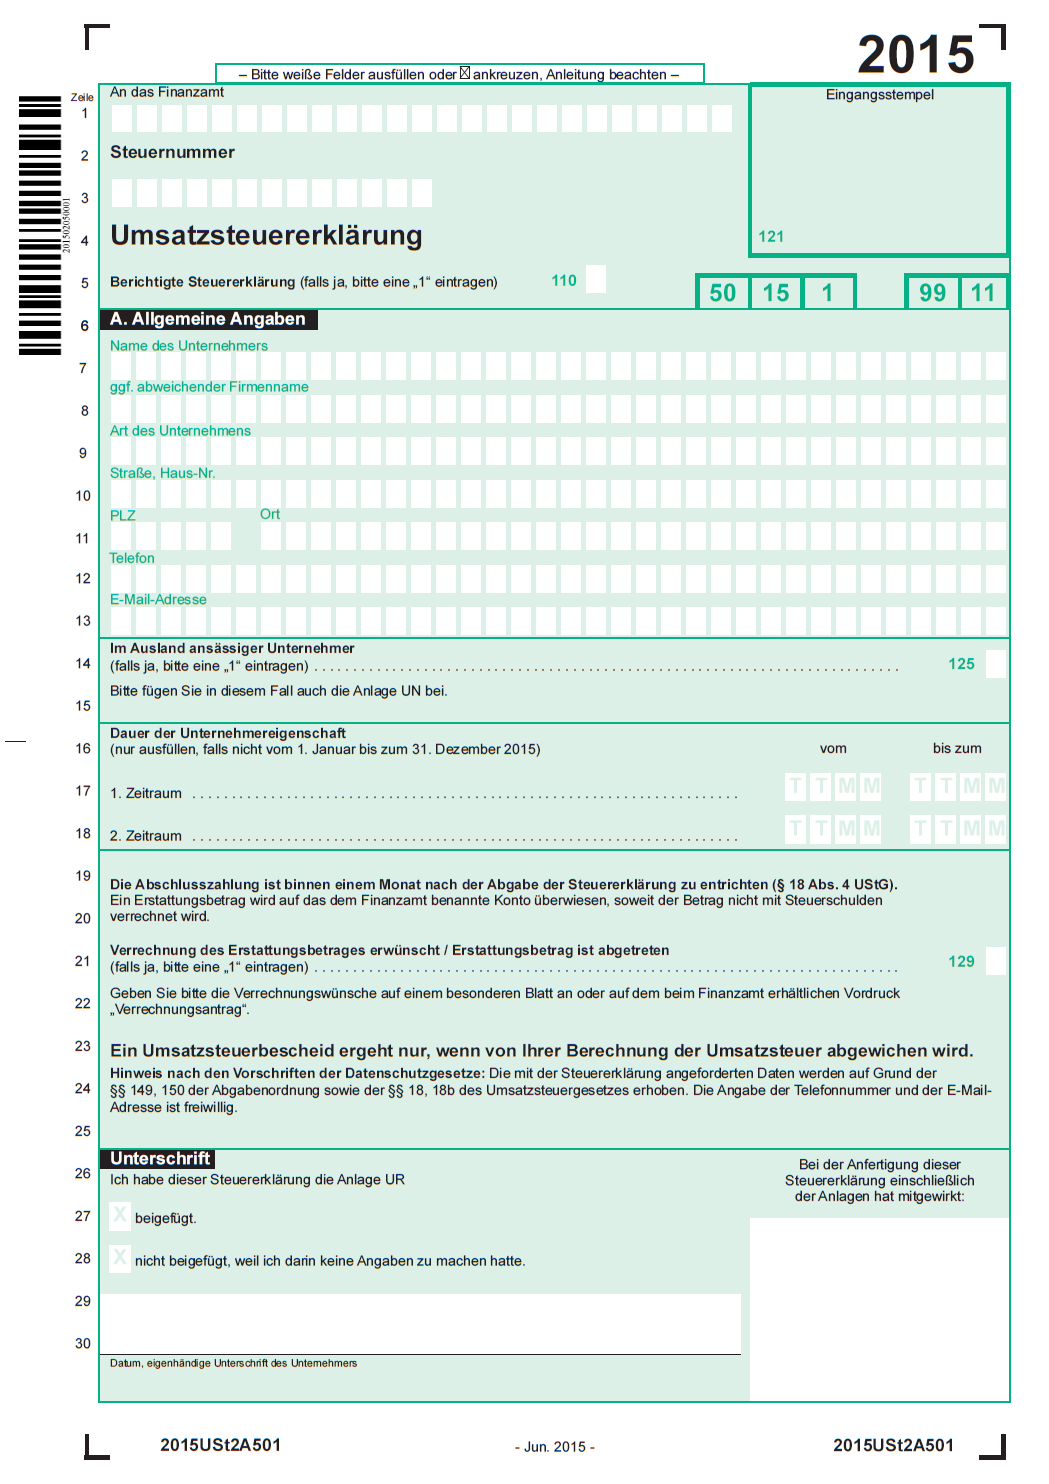 2015
– Bitte weiße Felder ausfüllen oder ☒ ankreuzen, Anleitung beachten –
Zeile
An das Finanzamt
Eingangsstempel
1
2 Steuernummer
3
201502050001
4 Umsatzsteuererklärung
121
5 Berichtigte Steuererklärung (falls ja, bitte eine „1“ eintragen) 110
50 15 1 99 11
6 A. Allgemeine Angaben
Name des Unternehmers
7
ggf. abweichender Firmenname
8
Art des Unternehmens
9
Straße, Haus-Nr.
10
PLZ Ort
11
Telefon
12
E-Mail-Adresse
13
Im Ausland ansässiger Unternehmer
14 (falls ja, bitte eine „1“ eintragen) 125
Bitte fügen Sie in diesem Fall auch die Anlage UN bei.
15
Dauer der Unternehmereigenschaft
16 (nur ausfüllen, falls nicht vom 1. Januar bis zum 31. Dezember 2015) vom bis zum
17 1. Zeitraum T T M M T T M M
18 2. Zeitraum T T M M T T M M
19
Die Abschlusszahlung ist binnen einem Monat nach der Abgabe der Steuererklärung zu entrichten (§ 18 Abs. 4 UStG).
Ein Erstattungsbetrag wird auf das dem Finanzamt benannte Konto überwiesen, soweit der Betrag nicht mit Steuerschulden
20 verrechnet wird.
Verrechnung des Erstattungsbetrages erwünscht / Erstattungsbetrag ist abgetreten
21 (falls ja, bitte eine „1“ eintragen) 129
Geben Sie bitte die Verrechnungswünsche auf einem besonderen Blatt an oder auf dem beim Finanzamt erhältlichen Vordruck
22 „Verrechnungsantrag“.
23 Ein Umsatzsteuerbescheid ergeht nur, wenn von Ihrer Berechnung der Umsatzsteuer abgewichen wird.
Hinweis nach den Vorschriften der Datenschutzgesetze: Die mit der Steuererklärung angeforderten Daten werden auf Grund der
24 §§ 149, 150 der Abgabenordnung sowie der §§ 18, 18b des Umsatzsteuergesetzes erhoben. Die Angabe der Telefonnummer und der E-Mail-
Adresse ist freiwillig.
25
Unterschrift
26 Ich habe dieser Steuererklärung die Anlage UR
Bei der Anfertigung dieser
Steuererklärung einschließlich
der Anlagen hat mitgewirkt:
27 X beigefügt.
28 X nicht beigefügt, weil ich darin keine Angaben zu machen hatte.
29
30
Datum, eigenhändige Unterschrift des Unternehmers
2015USt2A501 - Jun. 2015 - 2015USt2A501